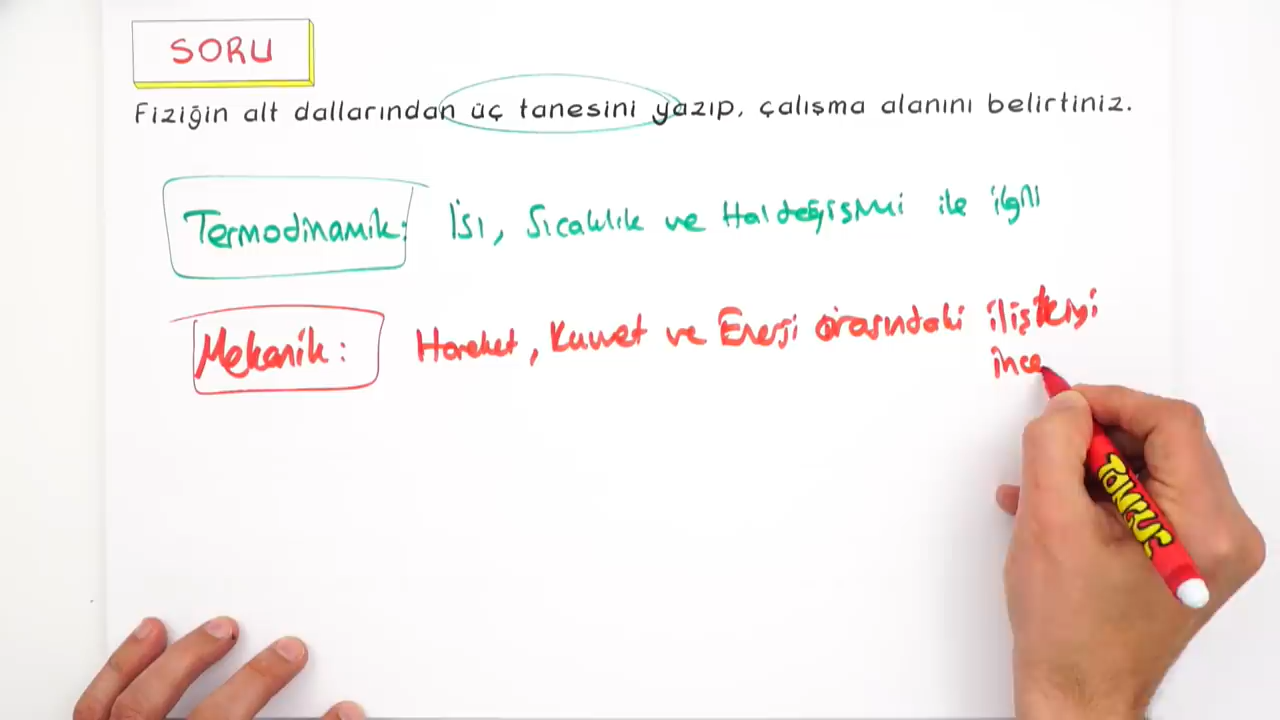 SORU
Fiziğin alt dallarından üç tanesini yazıp, çalışma alanını belirtiniz.
Termodinamik: Isı, Sıcaklık ve Hal değişimi ile ilgili
Mekanik: Hareket, Kuvvet ve Enerji arasındaki ilişkiyi
ince
TONGUÇ